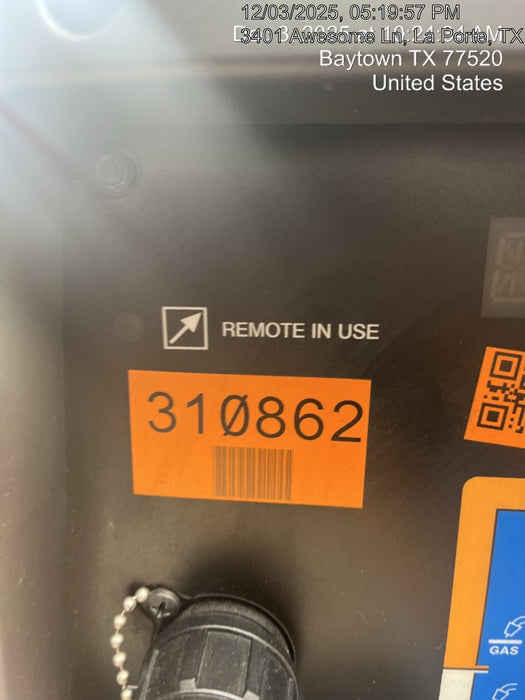 12/03/2025, 05:19:57 PM
3401 Awesome Ln, La Porte, TX
Baytown TX 77520
United States
REMOTE IN USE
310862
GAS